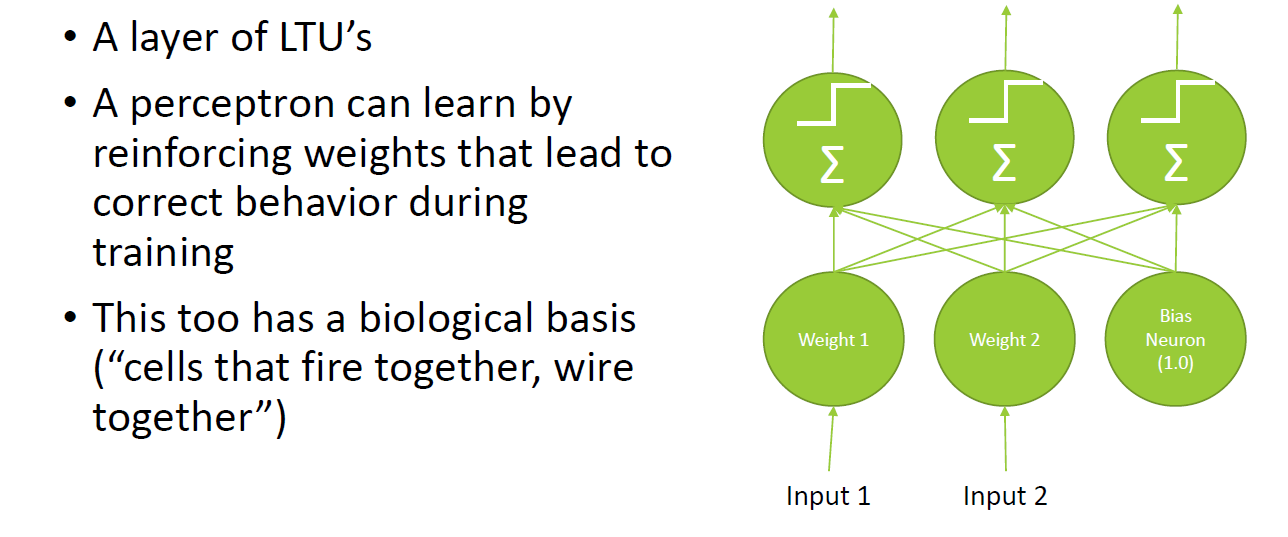 • A layer of LTU’s
• A perceptron can learn by
reinforcing weights that lead to
correct behavior during
training
• This too has a biological basis
(“cells that fire together, wire
together”)
Σ
Σ
Σ
Weight 1
Weight 2
Bias
Neuron
(1.0)
Input 1
Input 2